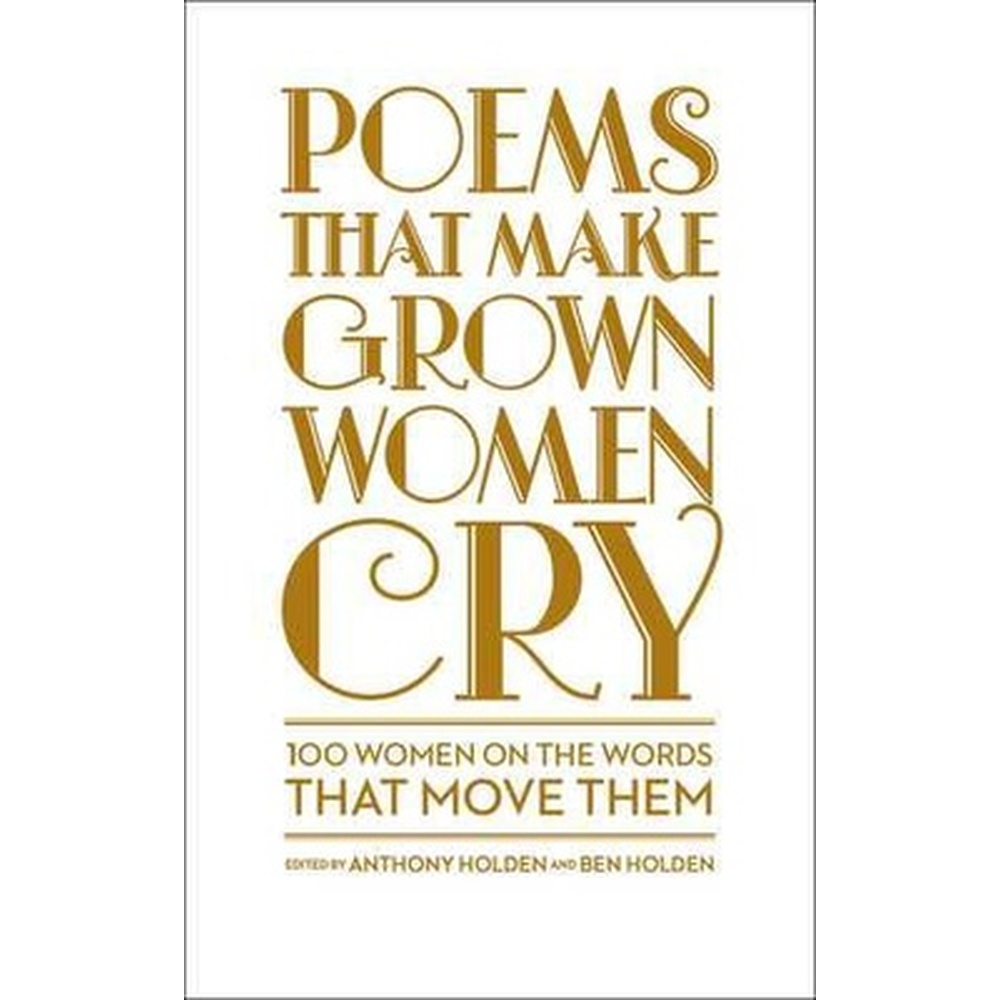 POEMS
THAT MAKE
GROWN
WOMEN
CRY
100 WOMEN ON THE WORDS
THAT MOVE THEM
EDITED BY ANTHONY HOLDEN AND BEN HOLDEN